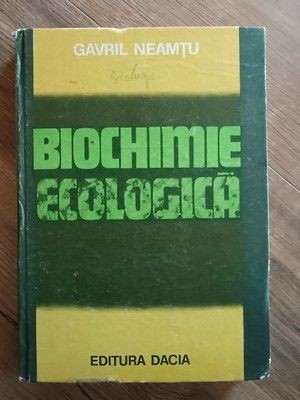 GAVRIL NEAMȚU
BIOCHIMIE
ECOLOGICĂ
EDITURA DACIA